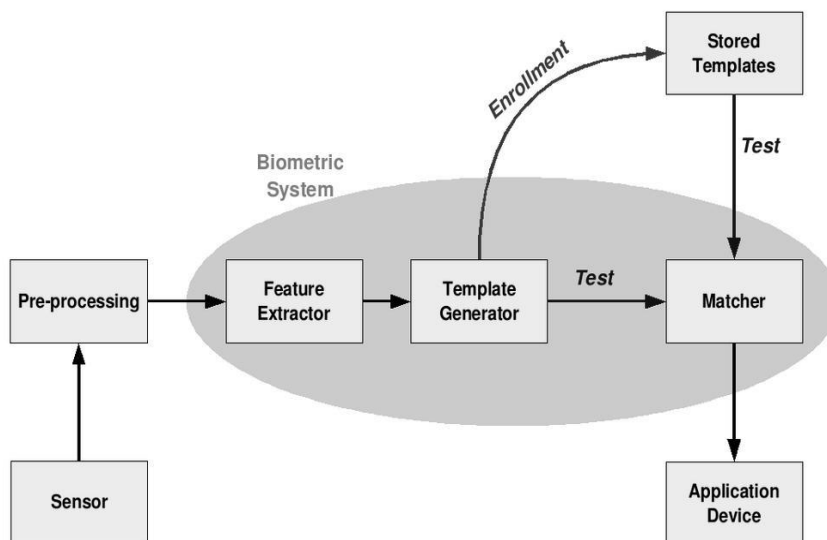 Stored
Templates
Enrollment
Test
Biometric
System
Pre-processing
Feature
Extractor
Template
Generator
Test
Matcher
Sensor
Application
Device